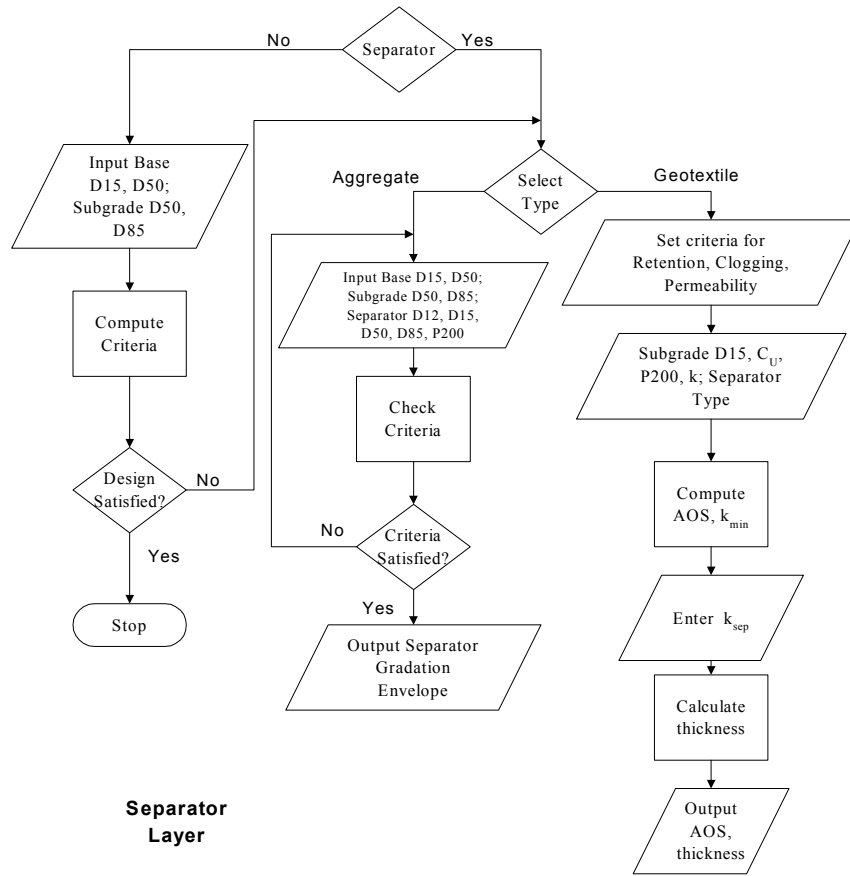 No
Separator
Yes
Input Base
D15, D50;
Subgrade D50,
D85
Compute
Criteria
Design
Satisfied?
No
Yes
Stop
Aggregate
Select
Type
Geotextile
Input Base D15, D50;
Subgrade D50, D85;
Separator D12, D15,
D50, D85, P200
Check
Criteria
No
Criteria
Satisfied?
Yes
Output Separator
Gradation
Envelope
Set criteria for
Retention, Clogging,
Permeability
Subgrade D15, CU,
P200, k; Separator
Type
Compute
AOS, kmin
Enter ksep
Calculate
thickness
Output
AOS,
thickness
Separator
Layer